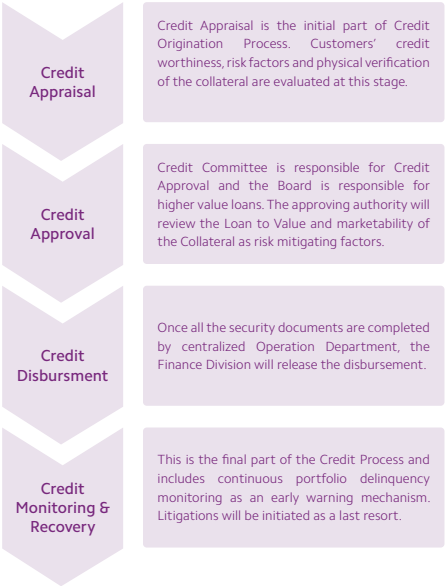 Credit
Appraisal
Credit Appraisal is the initial part of Credit
Origination Process. Customers’ credit
worthiness, risk factors and physical verification
of the collateral are evaluated at this stage.
Credit
Approval
Credit Committee is responsible for Credit
Approval and the Board is responsible for
higher value loans. The approving authority will
review the Loan to Value and marketability of
the Collateral as risk mitigating factors.
Credit
Disbursment
Once all the security documents are completed
by centralized Operation Department, the
Finance Division will release the disbursement.
Credit
Monitoring &
Recovery
This is the final part of the Credit Process and
includes continuous portfolio delinquency
monitoring as an early warning mechanism.
Litigations will be initiated as a last resort.